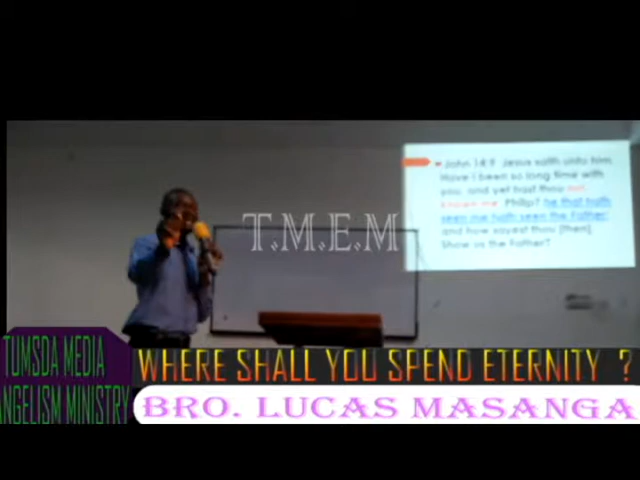 John 14:9 Jesus saith unto him,
Have I been so long time with
you, and yet hast thou not
known me, Philip? he that hath
seen me hath seen the Father;
and how sayest thou [then]
Show us the Father?
T.M.E.M
TUMSDA MEDIA
ANGELISM MINISTRY
WHERE SHALL YOU SPEND ETERNITY ?
BRO. LUCAS MASANGA